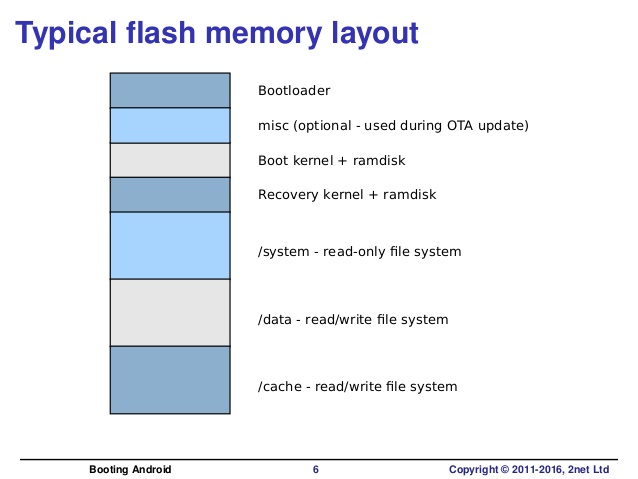 Typical flash memory layout
Bootloader
misc (optional - used during OTA update)
Boot kernel + ramdisk
Recovery kernel + ramdisk
/system - read-only file system
/data - read/write file system
/cache - read/write file system
Booting Android 6 Copyright © 2011-2016, 2net Ltd